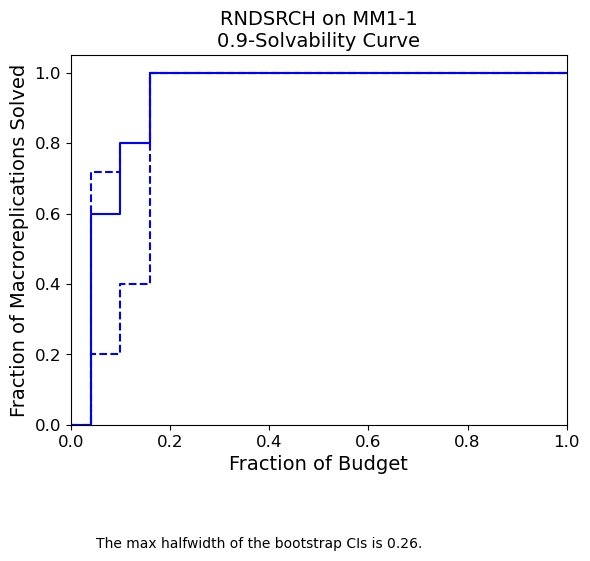 RNDSRCH on MM1-1
0.9-Solvability Curve
Fraction of Macroreplications Solved
1.0
0.8
0.6
0.4
0.2
0.0
0.0 0.2 0.4 0.6 0.8 1.0
Fraction of Budget
The max halfwidth of the bootstrap CIs is 0.26.